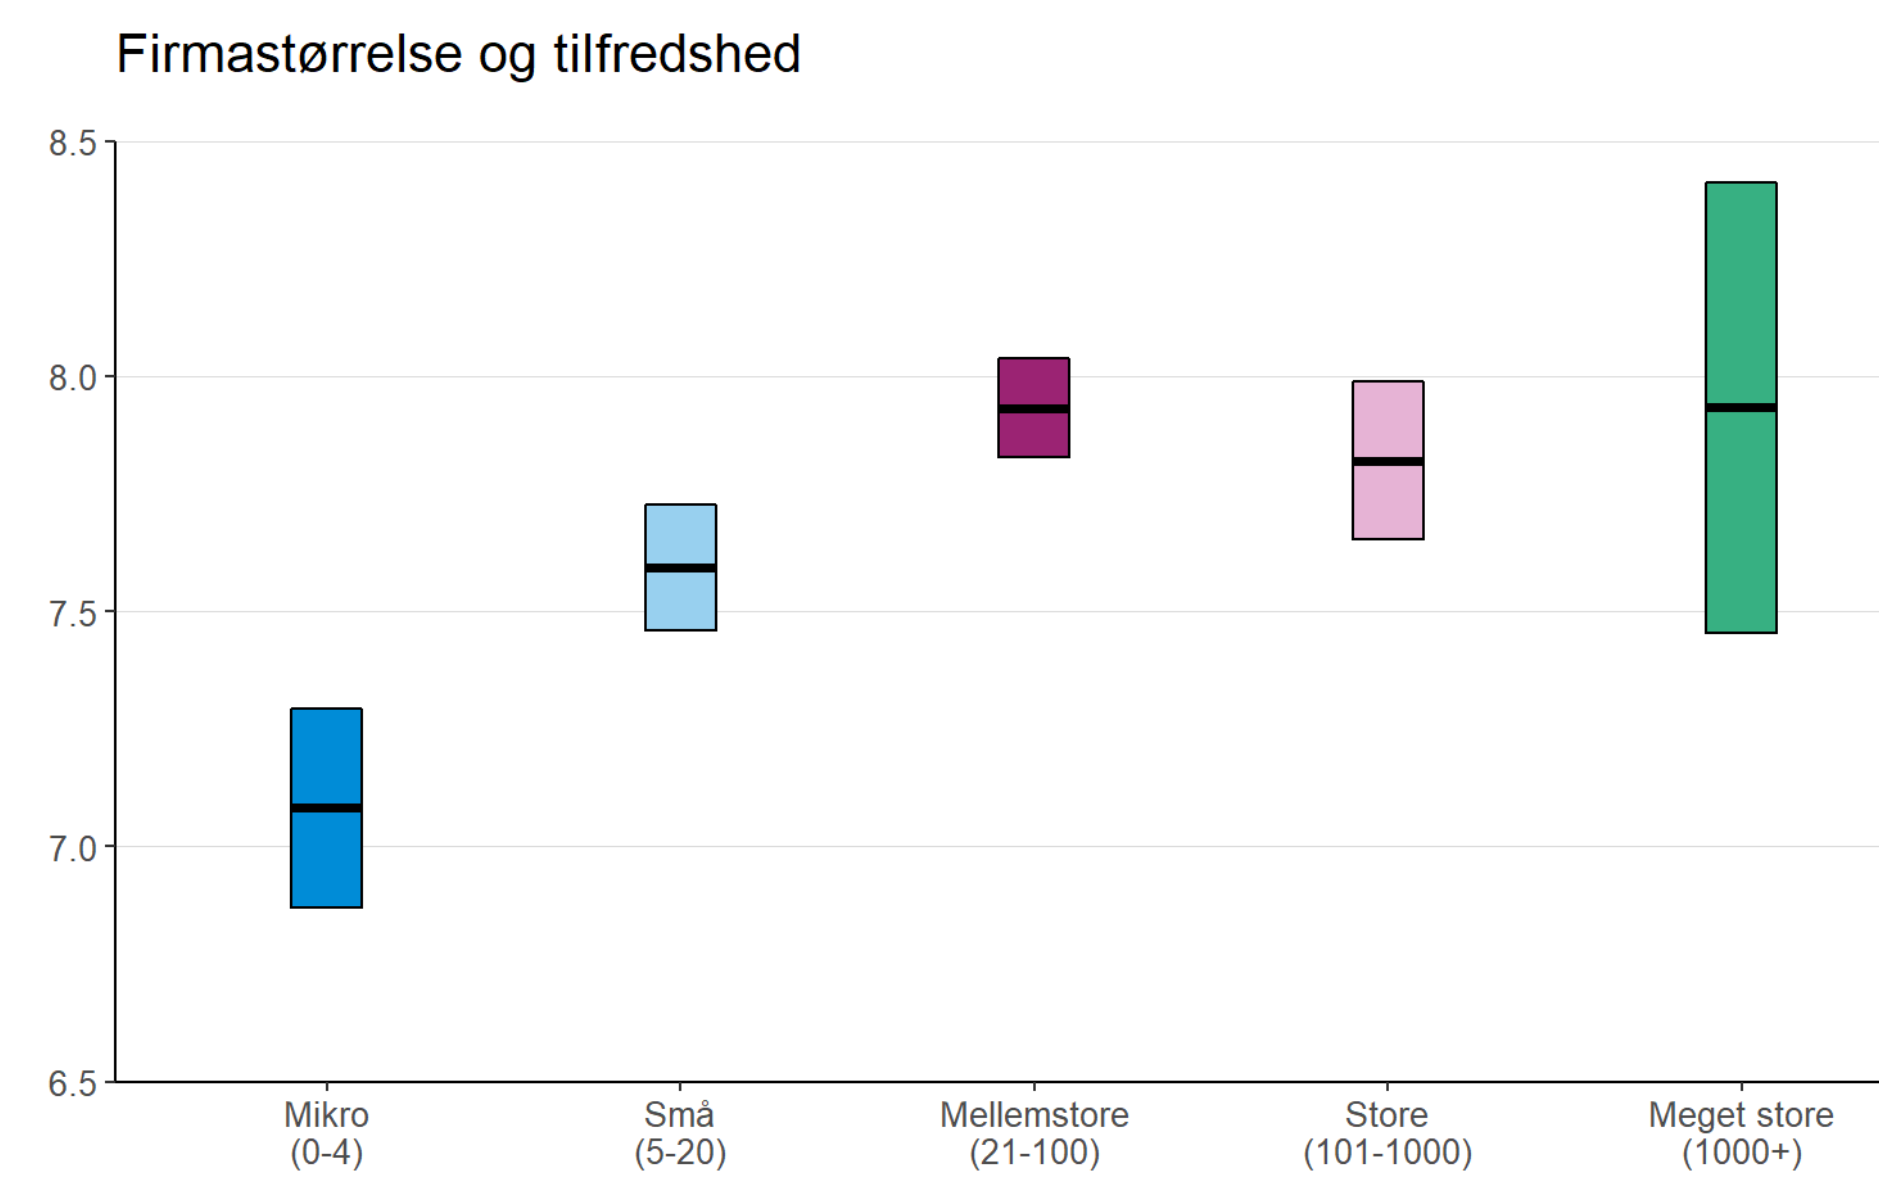 Firmastørrelse og tilfredshed
8.5
8.0
7.5
7.0
6.5
Mikro
(0-4)
Små
(5-20)
Mellemstore
(21-100)
Store
(101-1000)
Meget store
(1000+)